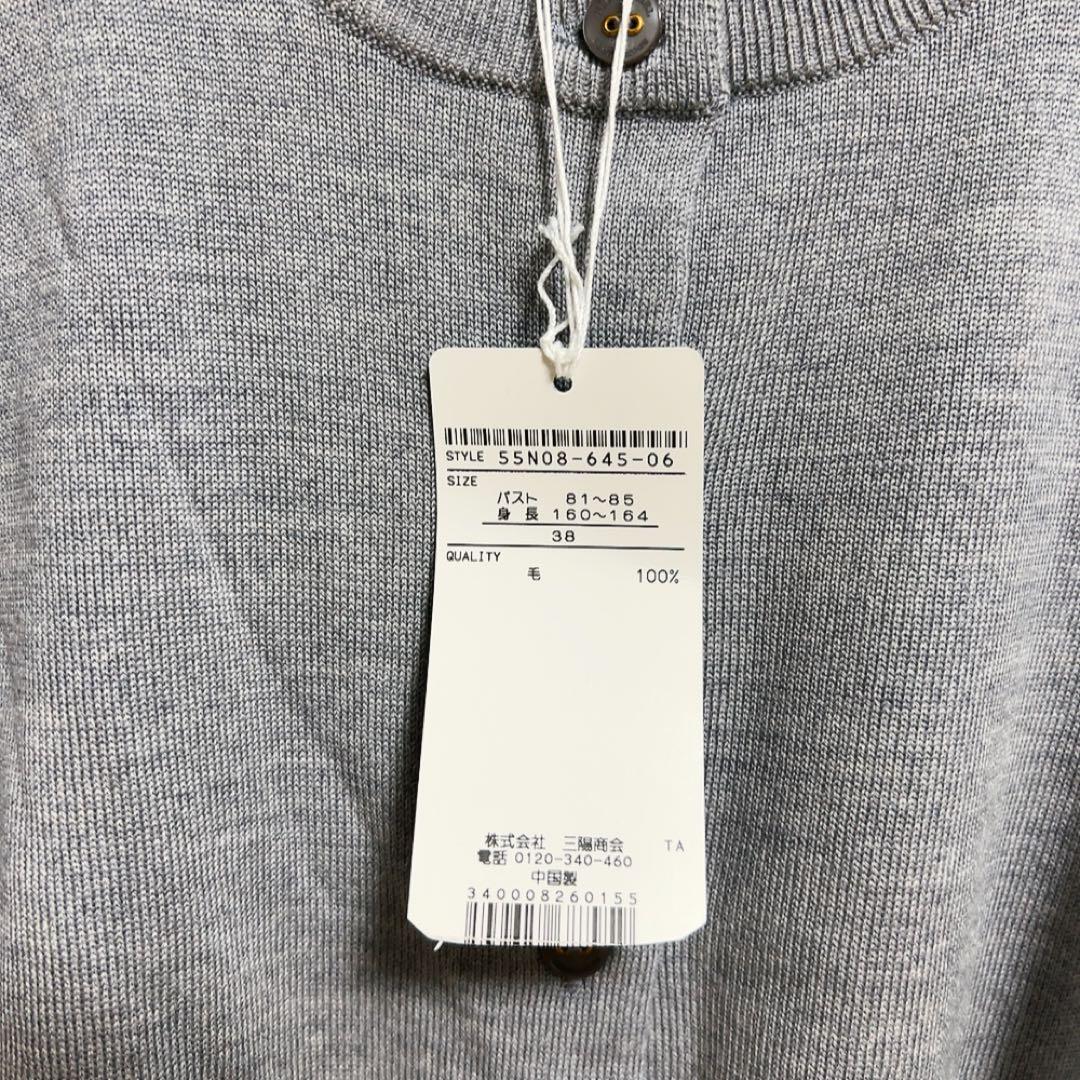 STYLE 55N08-645-06
SIZE
バスト 81〜85
身長 160〜164
38
QUALITY
毛 100%
株式会社 三陽商会 TA
電話 0120-340-460
中国製
340008260155